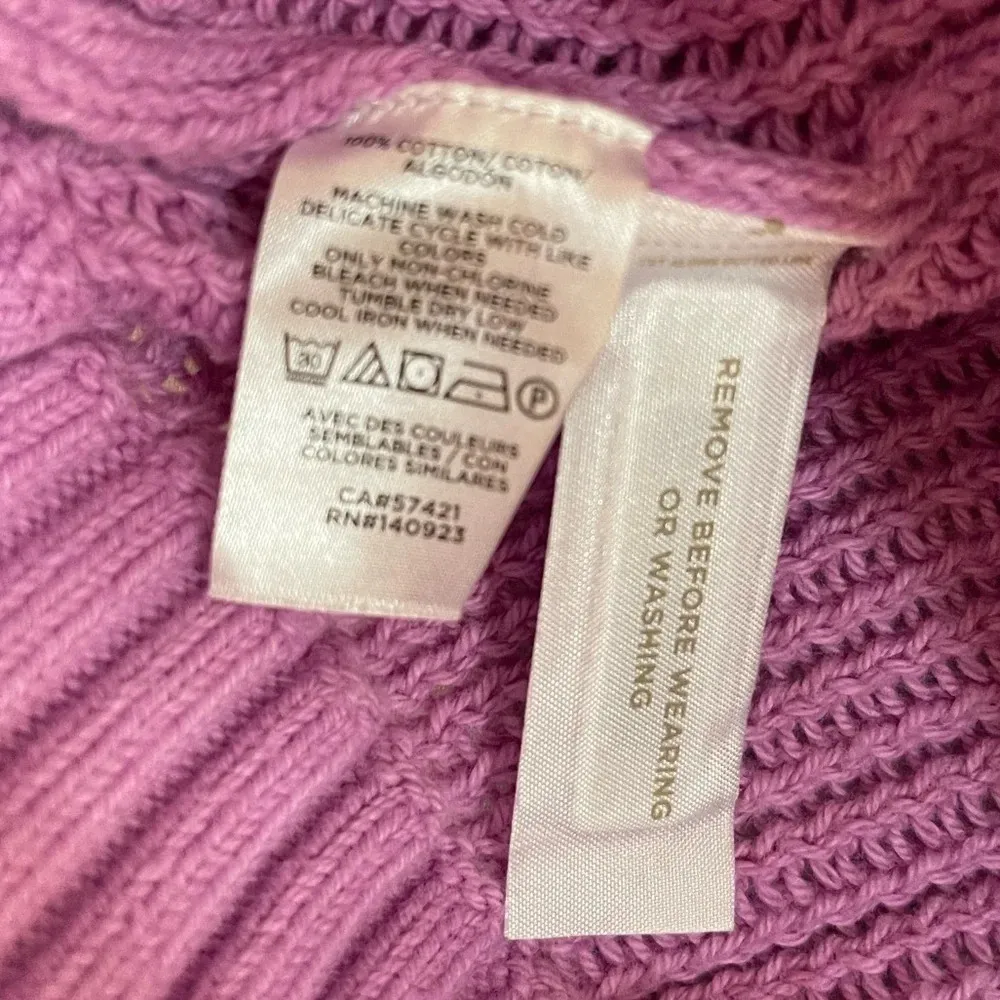 100% COTTON/ COTON/
ALGODÓN
MACHINE WASH COLD
DELICATE CYCLE WITH LIKE
COLORS
ONLY NON-CHLORINE
BLEACH WHEN NEEDED
TUMBLE DRY LOW
COOL IRON WHEN NEEDED
30
P
AVEC DES COULEURS
SEMBLABLES / CON
COLORES SIMILARES
CA#57421
RN#140923
REMOVE BEFORE WEARING
OR WASHING